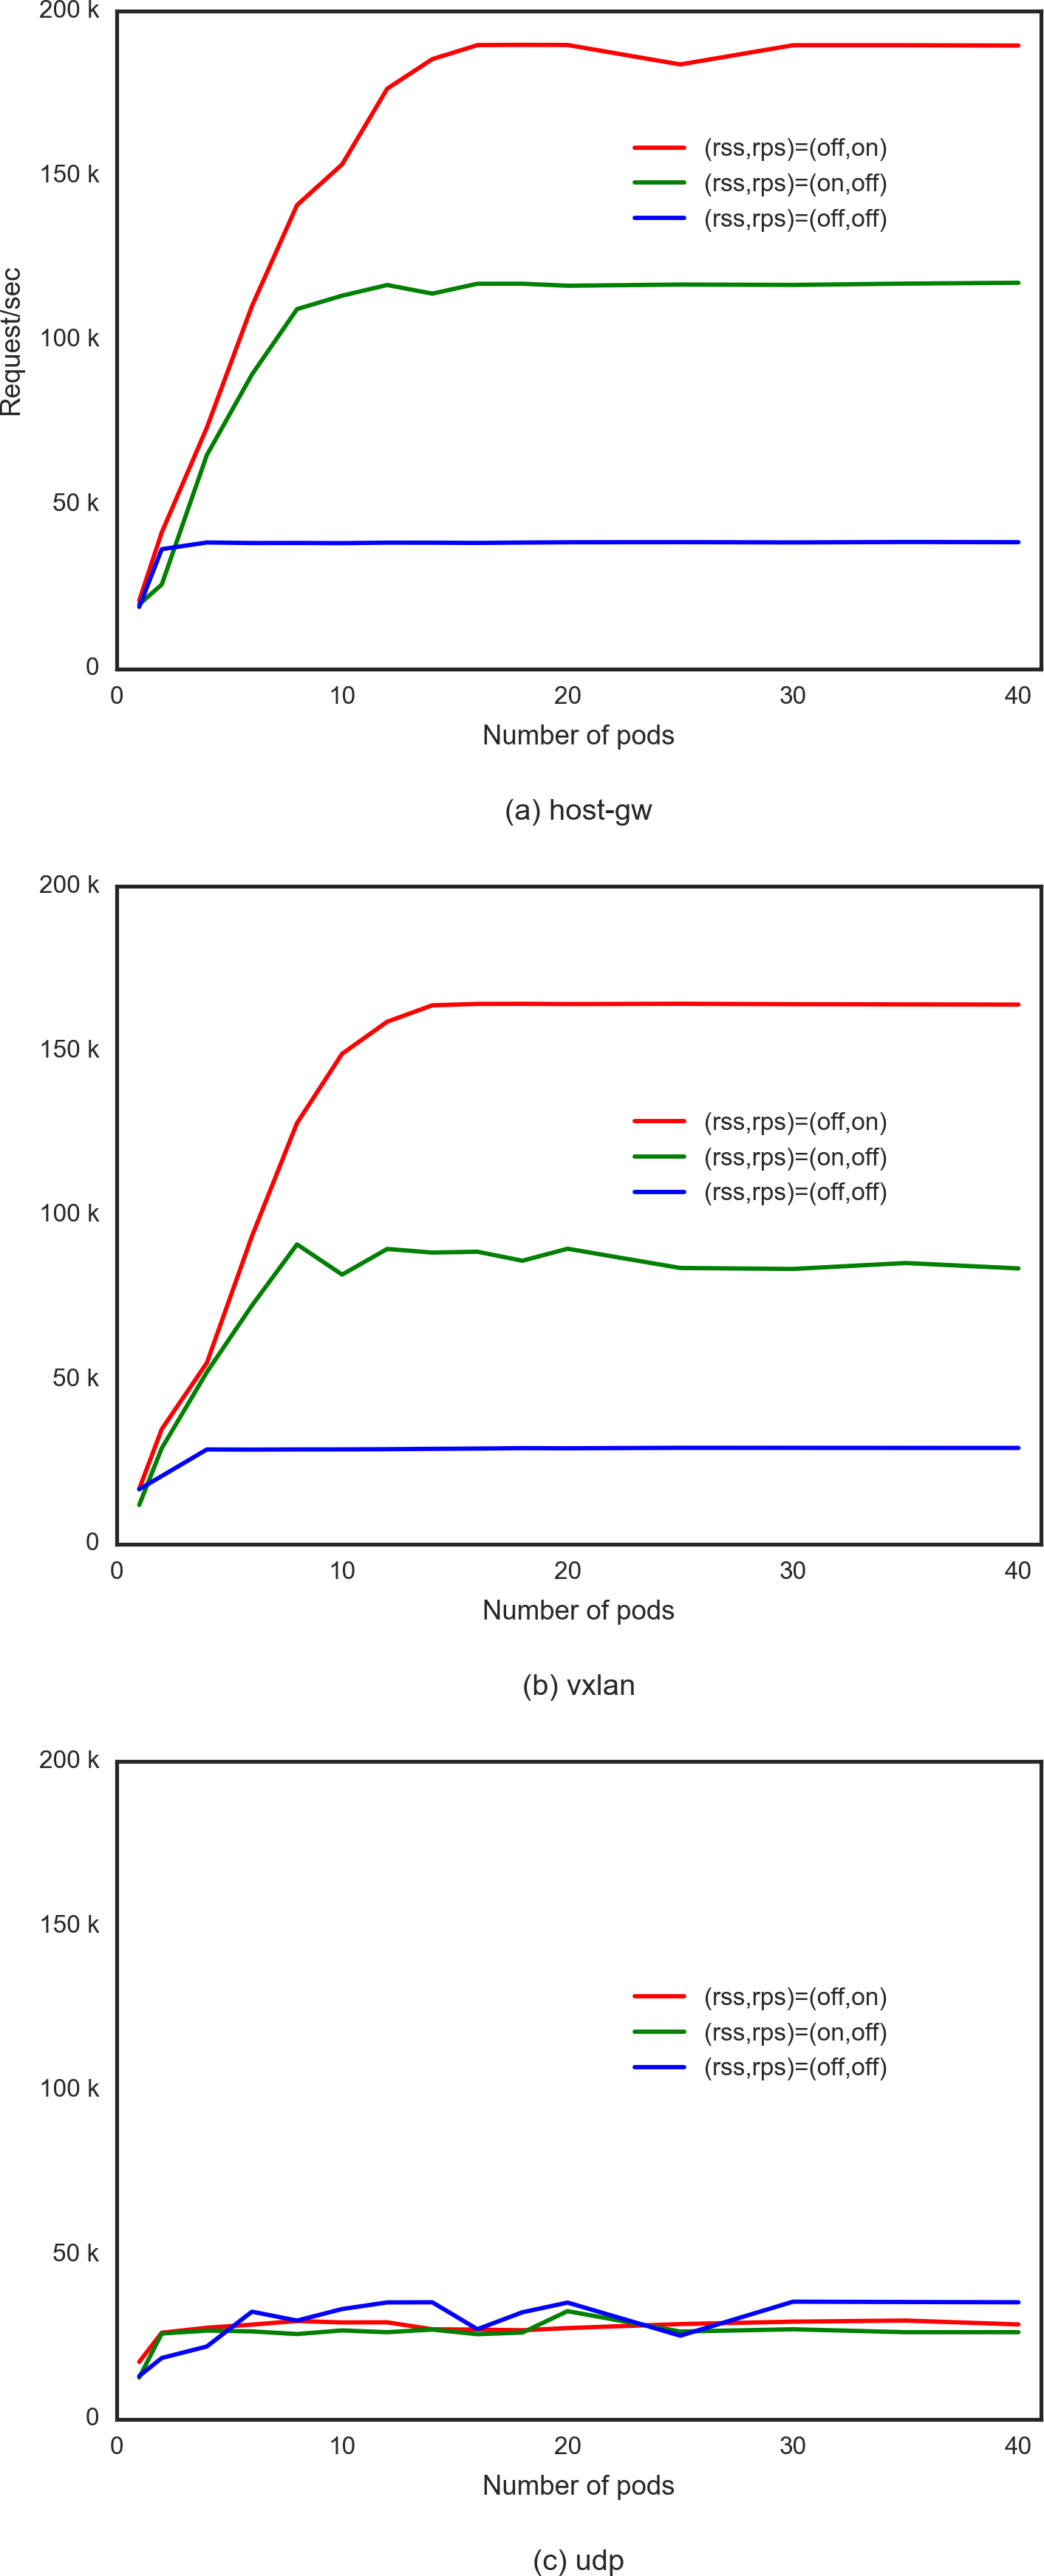 200 k
150 k
100 k
50 k
0
Request/sec
(rss,rps)=(off,on)
(rss,rps)=(on,off)
(rss,rps)=(off,off)
0 10 20 30 40
Number of pods
(a) host-gw
200 k
150 k
100 k
50 k
0
(rss,rps)=(off,on)
(rss,rps)=(on,off)
(rss,rps)=(off,off)
0 10 20 30 40
Number of pods
(b) vxlan
200 k
150 k
100 k
50 k
0
(rss,rps)=(off,on)
(rss,rps)=(on,off)
(rss,rps)=(off,off)
0 10 20 30 40
Number of pods
(c) udp